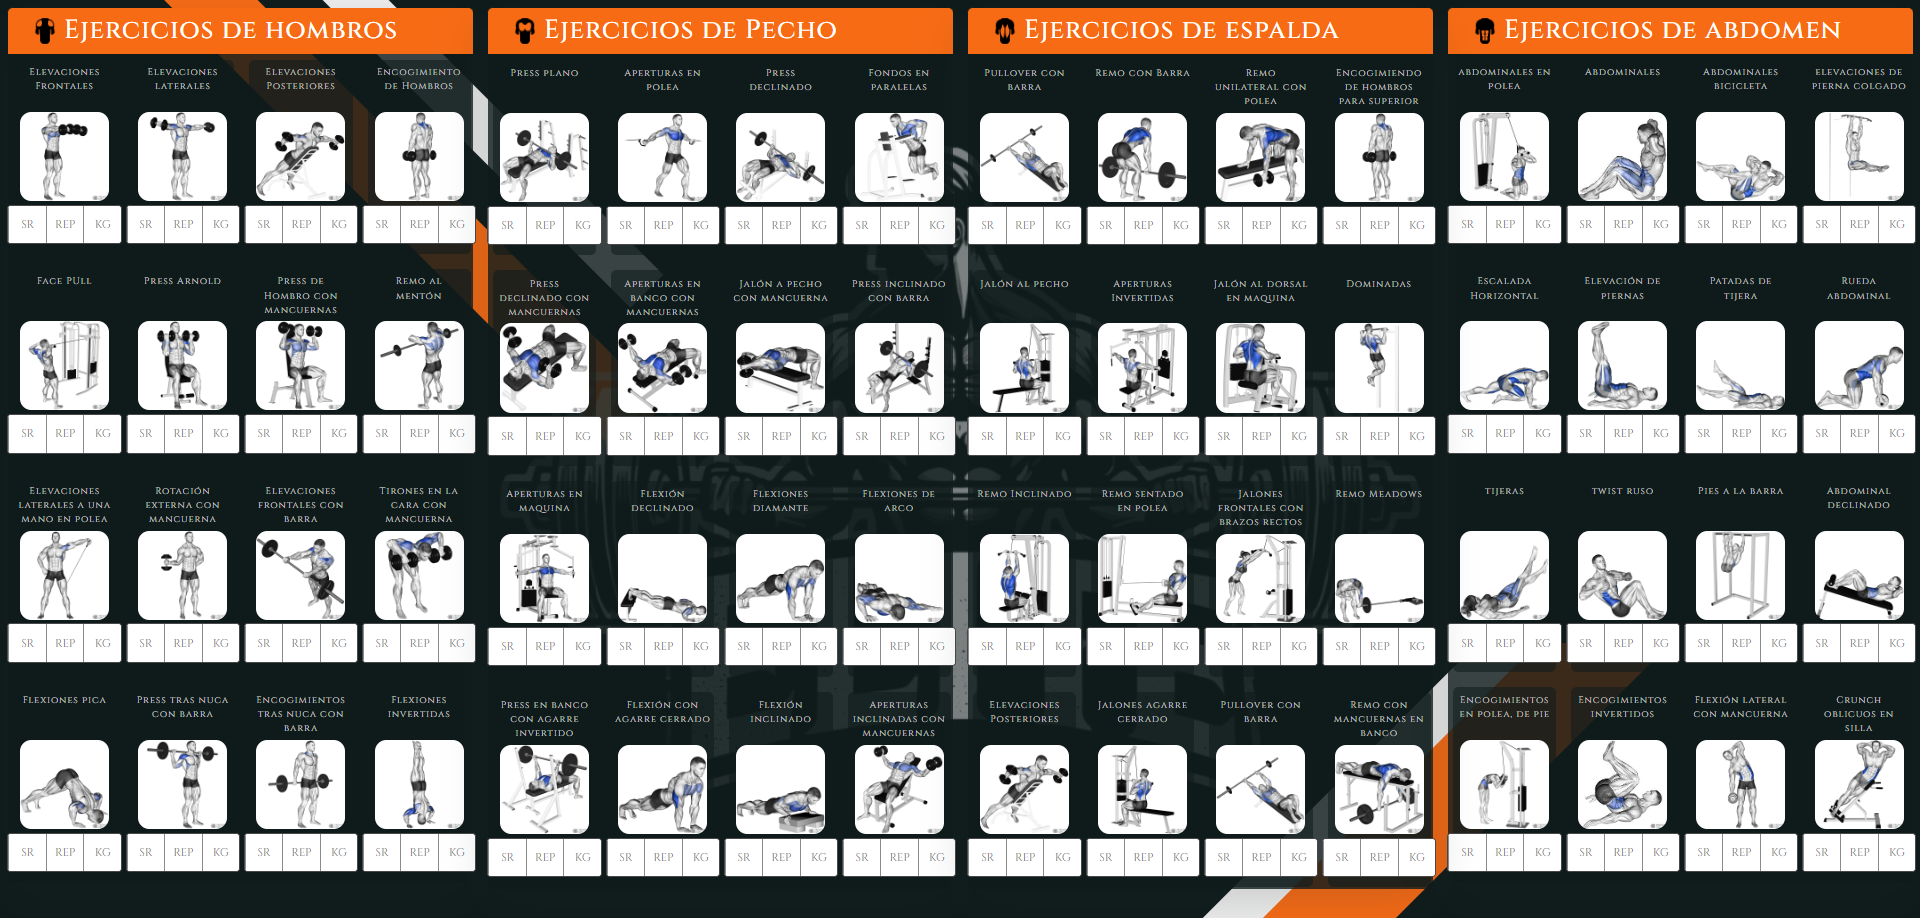 Ejercicios de hombros
Elevaciones Frontales
Elevaciones laterales
Elevaciones Posteriores
Encogimiento de Hombros
SR REP KG SR REP KG SR REP KG SR REP KG
Face PUll
Press Arnold
Press de Hombro con mancuernas
Remo al mentón
SR REP KG SR REP KG SR REP KG SR REP KG
Elevaciones laterales a una mano en polea
Rotación externa con mancuerna
Elevaciones frontales con barra
Tirones en la cara con mancuerna
SR REP KG SR REP KG SR REP KG SR REP KG
Flexiones pica
Press tras nuca con barra
Encogimientos tras nuca con barra
Flexiones invertidas
SR REP KG SR REP KG SR REP KG SR REP KG
Ejercicios de Pecho
Press plano
Aperturas en polea
Press declinado
Fondos en paralelas
SR REP KG SR REP KG SR REP KG SR REP KG
Press declinado con mancuernas
Aperturas en banco con mancuernas
Jalón a pecho con mancuerna
Press inclinado con barra
SR REP KG SR REP KG SR REP KG SR REP KG
Aperturas en maquina
Flexión declinado
Flexiones diamante
Flexiones de arco
SR REP KG SR REP KG SR REP KG SR REP KG
Press en banco con agarre invertido
Flexión con agarre cerrado
Flexión inclinado
Aperturas inclinadas con mancuernas
SR REP KG SR REP KG SR REP KG SR REP KG
Ejercicios de espalda
Pullover con barra
Remo con Barra
Remo unilateral con polea
Encogimiendo de hombros para superior
SR REP KG SR REP KG SR REP KG SR REP KG
Jalón al pecho
Aperturas Invertidas
Jalón al dorsal en maquina
Dominadas
SR REP KG SR REP KG SR REP KG SR REP KG
Remo Inclinado
Remo sentado en polea
Jalones frontales con brazos rectos
Remo Meadows
SR REP KG SR REP KG SR REP KG SR REP KG
Elevaciones Posteriores
Jalones agarre cerrado
Pullover con barra
Remo con mancuernas en banco
SR REP KG SR REP KG SR REP KG SR REP KG
Ejercicios de abdomen
abdominales en polea
Abdominales
Abdominales bicicleta
elevaciones de pierna colgado
SR REP KG SR REP KG SR REP KG SR REP KG
Escalada Horizontal
Elevación de piernas
Patadas de tijera
Rueda abdominal
SR REP KG SR REP KG SR REP KG SR REP KG
tijeras
twist ruso
Pies a la barra
Abdominal declinado
SR REP KG SR REP KG SR REP KG SR REP KG
Encogimientos en polea, de pie
Encogimientos invertidos
Flexión lateral con mancuerna
Crunch oblicuos en silla
SR REP KG SR REP KG SR REP KG SR REP KG